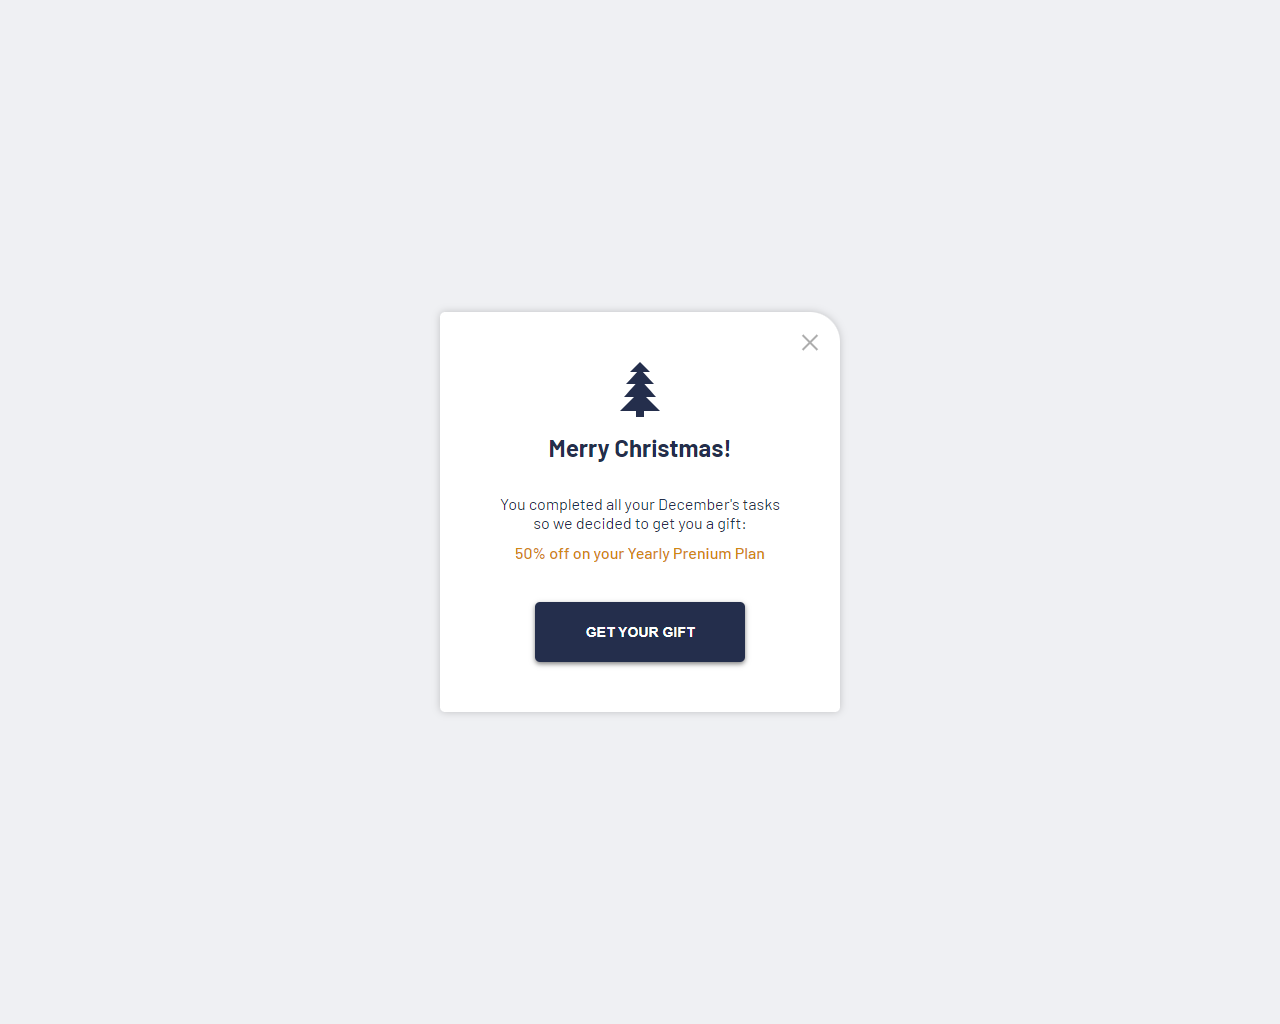 Merry Christmas!
You completed all your December's tasks
so we decided to get you a gift:
50% off on your Yearly Prenium Plan
GET YOUR GIFT